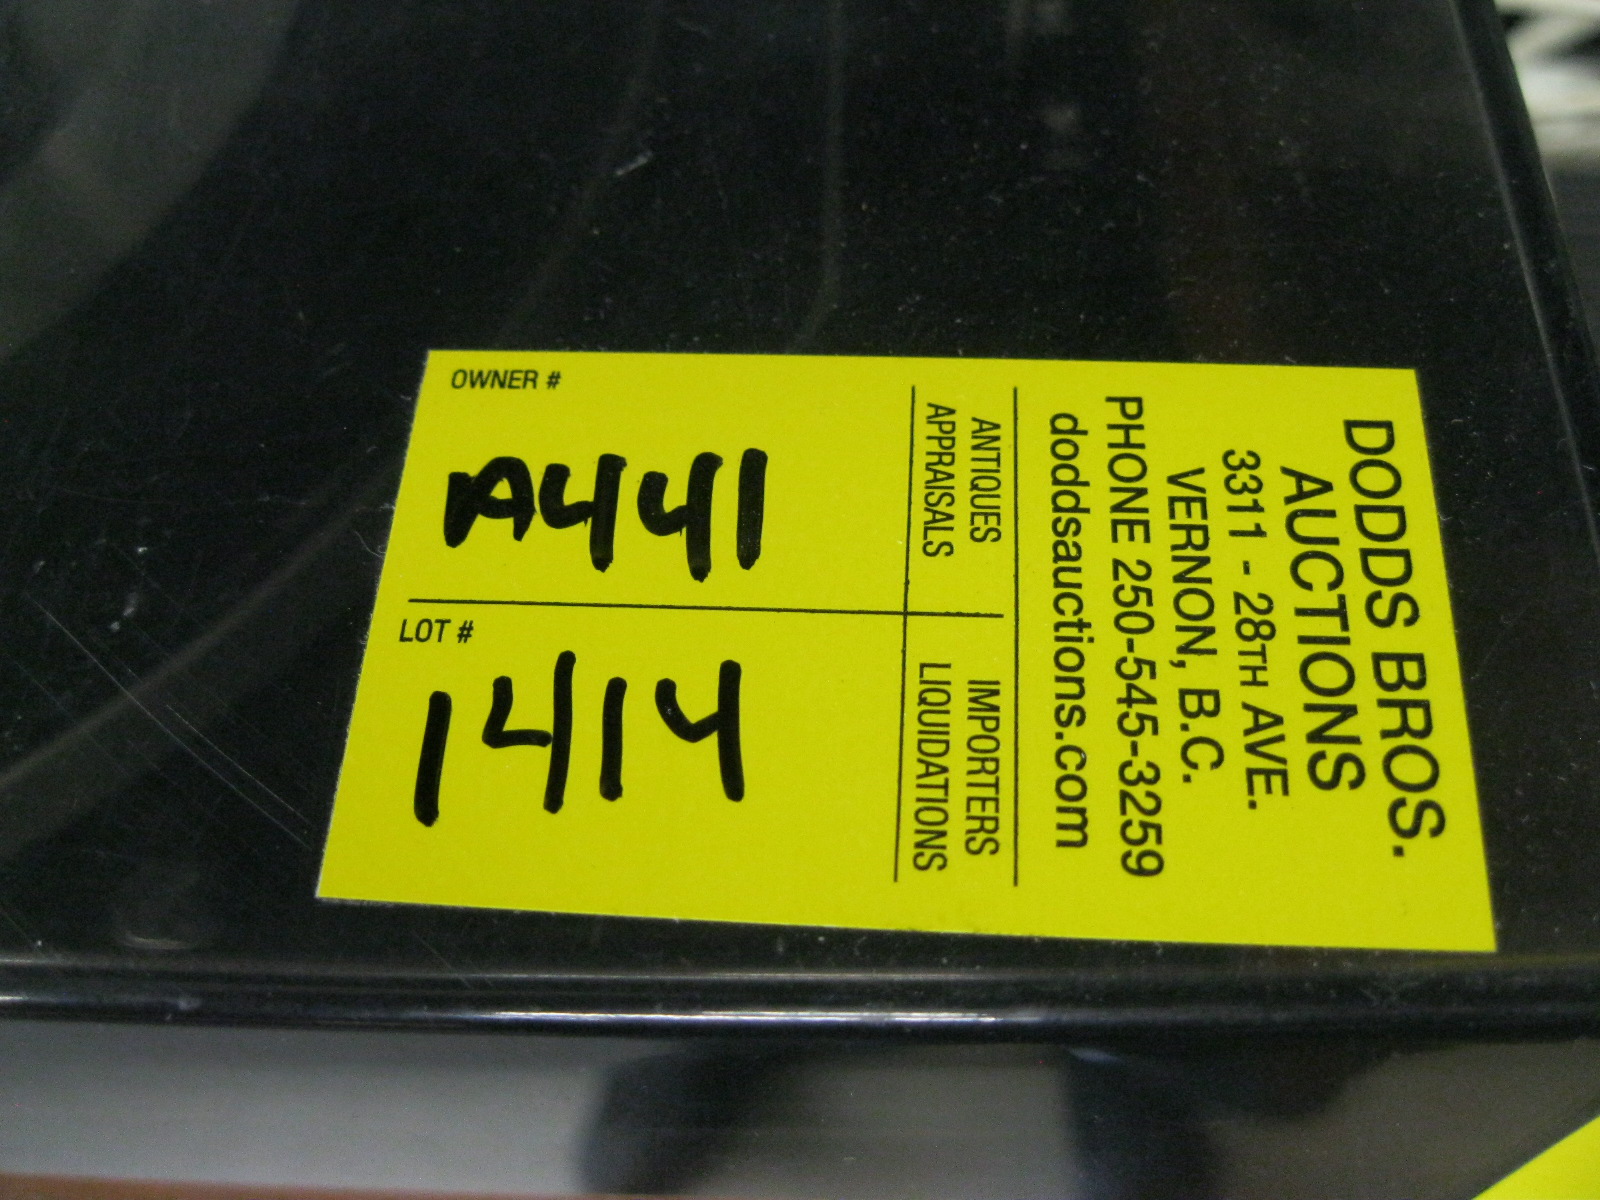 DODDS BROS.
AUCTIONS
3311 - 28TH AVE.
VERNON, B.C.
PHONE 250-545-3259
doddsauctions.com
ANTIQUES
APPRAISALS
IMPORTERS
LIQUIDATIONS
OWNER #
A441
LOT #
1414